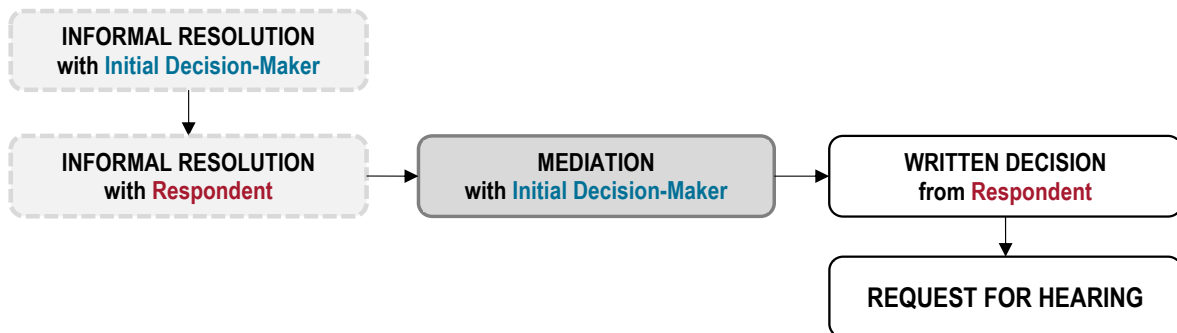 INFORMAL RESOLUTION
with Initial Decision-Maker
INFORMAL RESOLUTION
with Respondent
MEDIATION
with Initial Decision-Maker
WRITTEN DECISION
from Respondent
REQUEST FOR HEARING